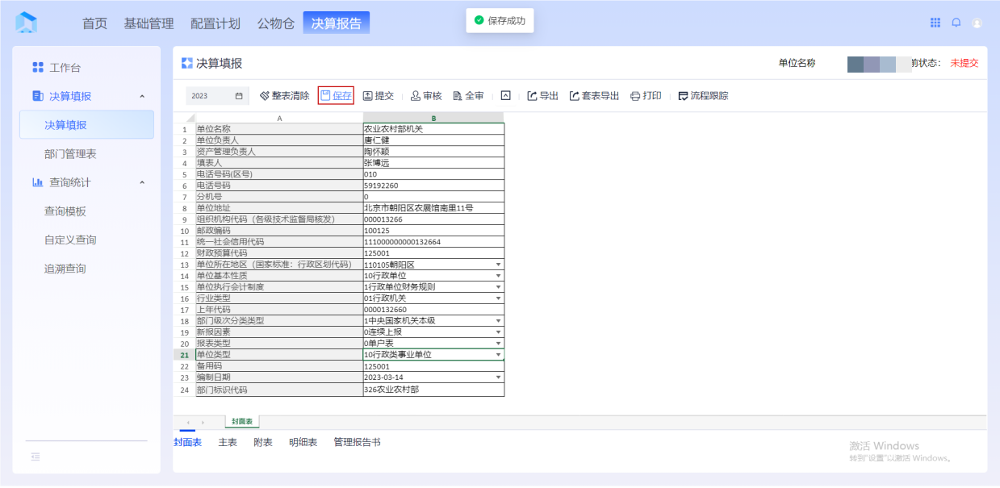 首页 基础管理 配置计划 公物仓 决算报告
保存成功
工作台
决算填报
决算填报
部门管理表
查询统计
查询模板
自定义查询
追溯查询
决算填报
单位名称
前状态： 未提交
2023 整表清除 保存 提交 审核 全审 导出 套表导出 打印 流程跟踪
A B
1 单位名称 农业农村部机关
2 单位负责人 唐仁健
3 资产管理负责人 陶怀颖
4 填表人 张博远
5 电话号码(区号) 010
6 电话号码 59192260
7 分机号 0
8 单位地址 北京市朝阳区农展馆南里11号
9 组织机构代码（各级技术监督局核发） 000013266
10 邮政编码 100125
11 统一社会信用代码 111000000000132664
12 财政预算代码 125001
13 单位所在地区（国家标准：行政区划代码） 110105朝阳区
14 单位基本性质 10行政单位
15 单位执行会计制度 1行政单位财务规则
16 行业类型 01行政机关
17 上年代码 0000132660
18 部门级次分类类型 1中央国家机关本级
19 新报因素 0连续上报
20 报表类型 0单户表
21 单位类型 10行政类事业单位
22 备用码 125001
23 编制日期 2023-03-14
24 部门标识代码 326农业农村部
封面表
封面表 主表 附表 明细表 管理报告书
激活 Windows
转到"设置"以激活 Windows。